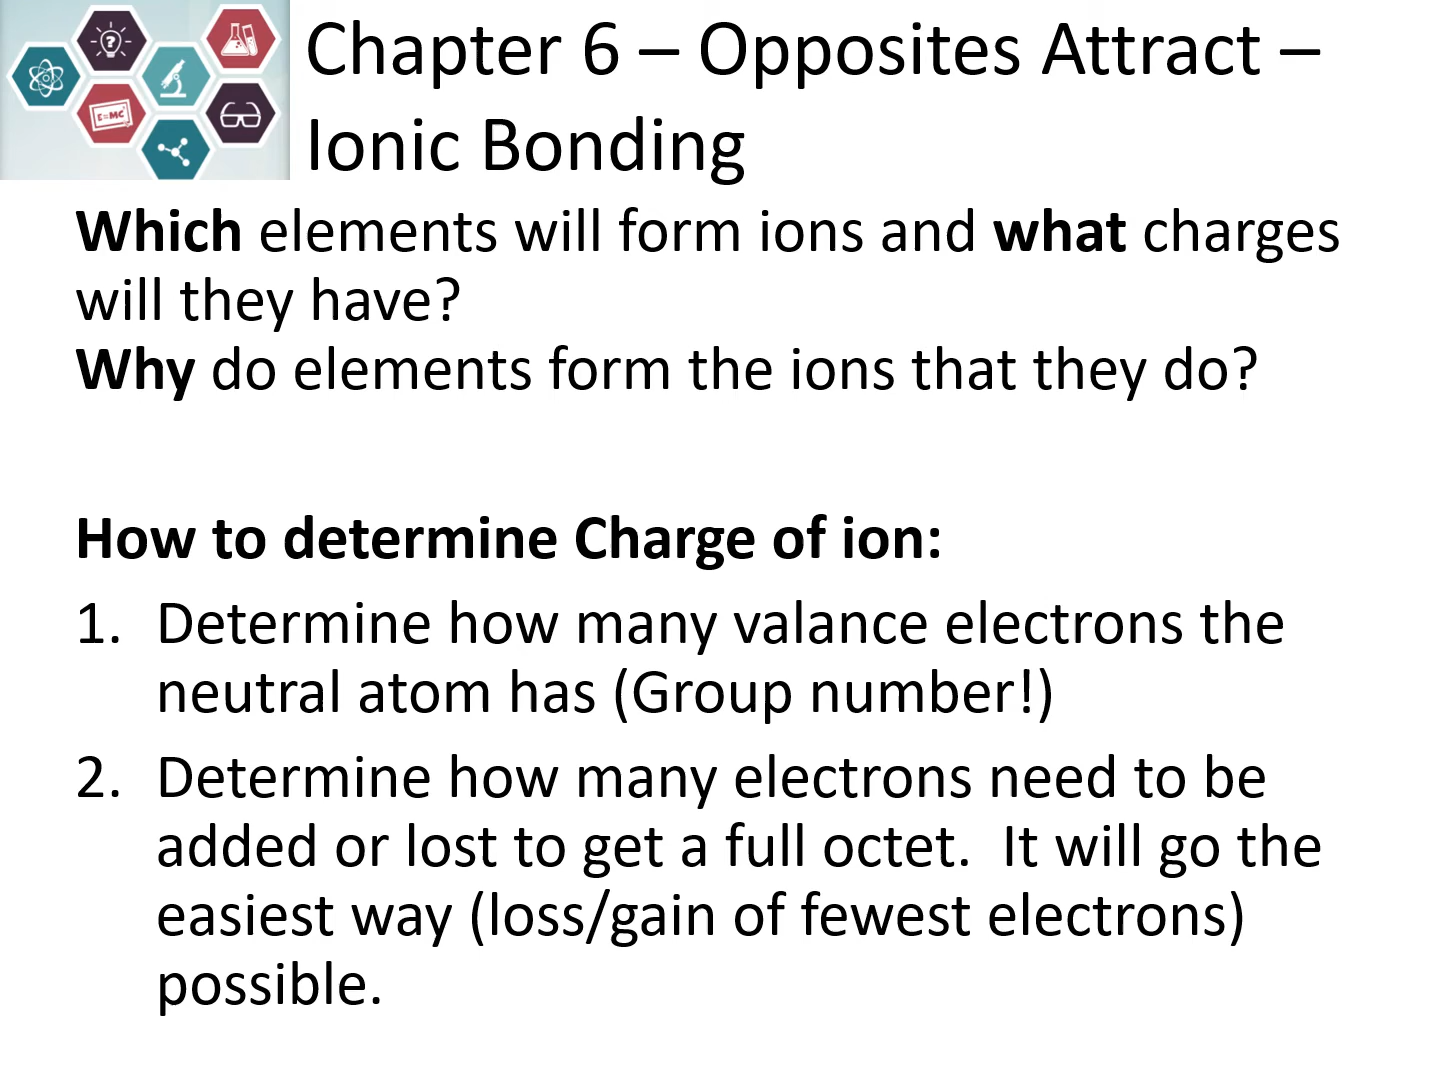 Chapter 6 – Opposites Attract –
Ionic Bonding
?
E=MC²
Which elements will form ions and what charges
will they have?
Why do elements form the ions that they do?
How to determine Charge of ion:
1. Determine how many valance electrons the
neutral atom has (Group number!)
2. Determine how many electrons need to be
added or lost to get a full octet.  It will go the
easiest way (loss/gain of fewest electrons)
possible.